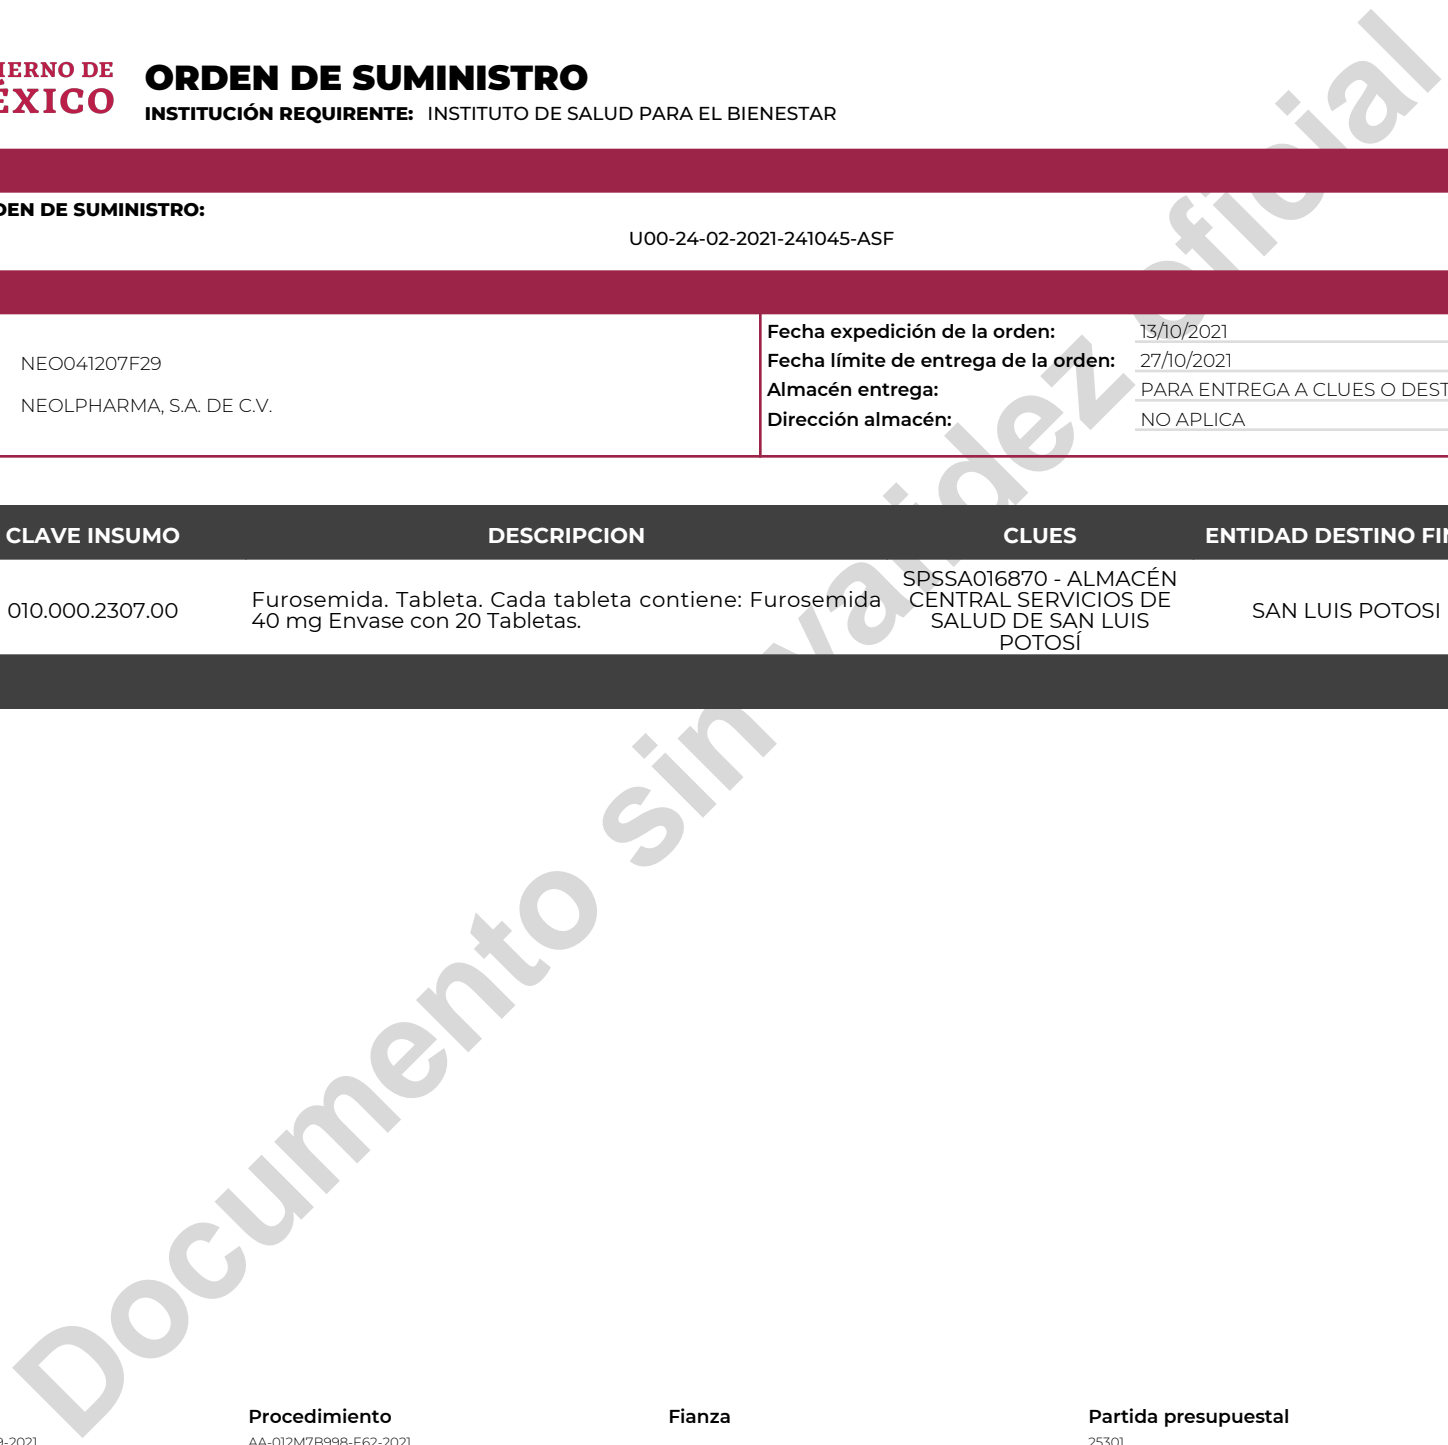 IERNO DE
ÉXICO
ORDEN DE SUMINISTRO
INSTITUCIÓN REQUIRENTE: INSTITUTO DE SALUD PARA EL BIENESTAR
DEN DE SUMINISTRO:
U00-24-02-2021-241045-ASF
NEO041207F29
NEOLPHARMA, S.A. DE C.V.
Fecha expedición de la orden: 13/10/2021
Fecha límite de entrega de la orden: 27/10/2021
Almacén entrega: PARA ENTREGA A CLUES O DEST
Dirección almacén: NO APLICA
CLAVE INSUMO DESCRIPCION CLUES ENTIDAD DESTINO FIN
010.000.2307.00
Furosemida. Tableta. Cada tableta contiene: Furosemida
40 mg Envase con 20 Tabletas.
SPSSA016870 - ALMACÉN
CENTRAL SERVICIOS DE
SALUD DE SAN LUIS
POTOSÍ
SAN LUIS POTOSI
Documento sin validez oficial
Procedimiento Fianza Partida presupuestal
9-2021 AA-012M7B998-E62-2021 25301